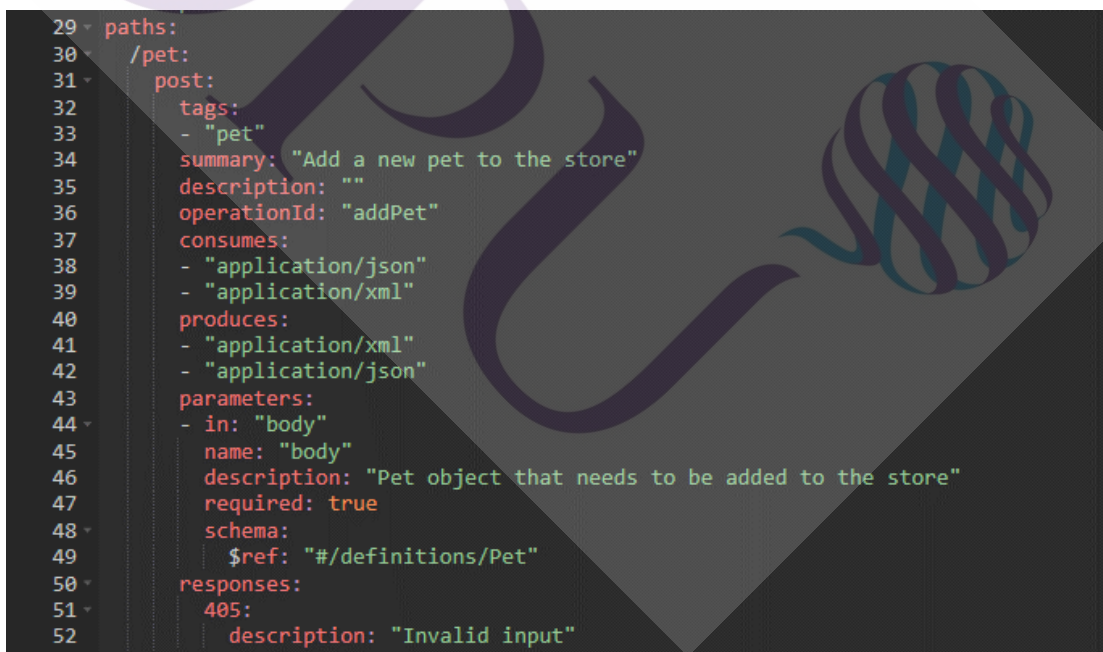 29 paths:
30 /pet:
31 post:
32 tags:
33 - "pet"
34 summary: "Add a new pet to the store"
35 description: ""
36 operationId: "addPet"
37 consumes:
38 - "application/json"
39 - "application/xml"
40 produces:
41 - "application/xml"
42 - "application/json"
43 parameters:
44 - in: "body"
45 name: "body"
46 description: "Pet object that needs to be added to the store"
47 required: true
48 schema:
49 $ref: "#/definitions/Pet"
50 responses:
51 405:
52 description: "Invalid input"